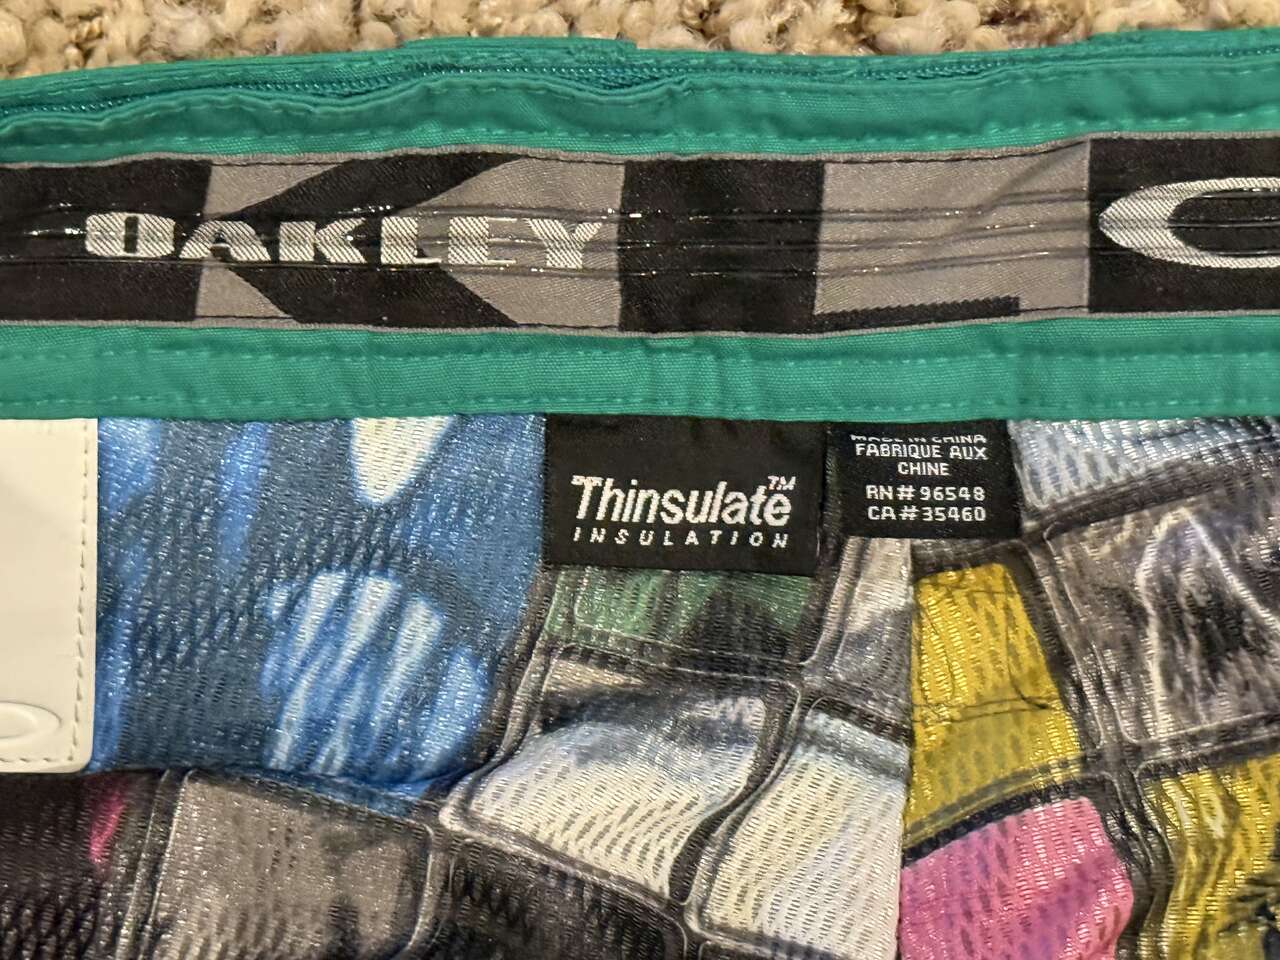 OAKLEY
Thinsulate™
INSULATION
MADE IN CHINA
FABRIQUE AUX
CHINE
RN# 96548
CA# 35460